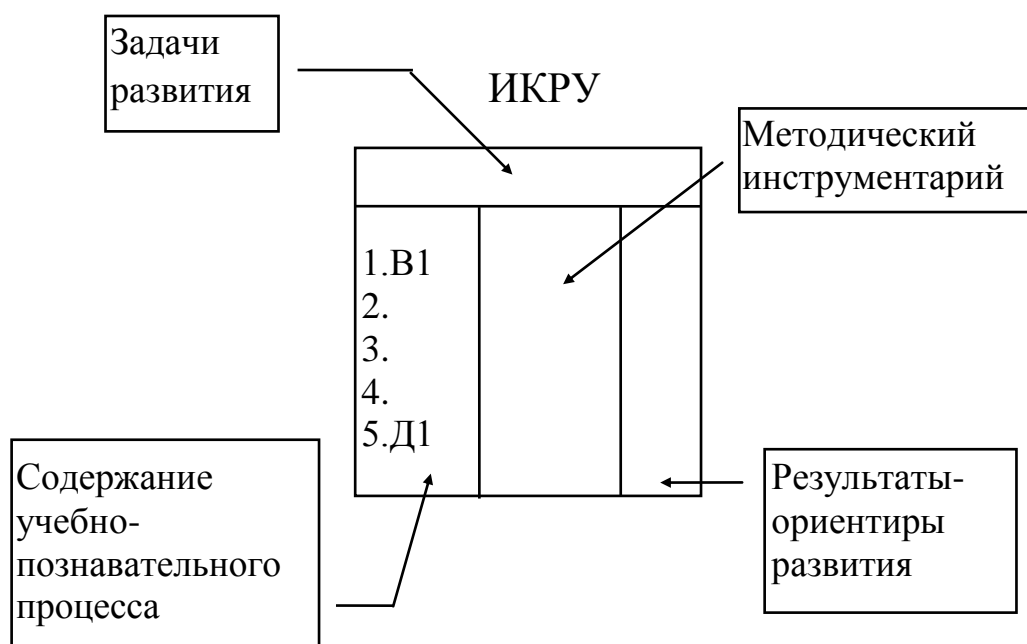 Задачи
развития
ИКРУ
Методический
инструментарий
1.В1
2.
3.
4.
5.Д1
Содержание
учебно-
познавательного
процесса
Результаты-
ориентиры
развития